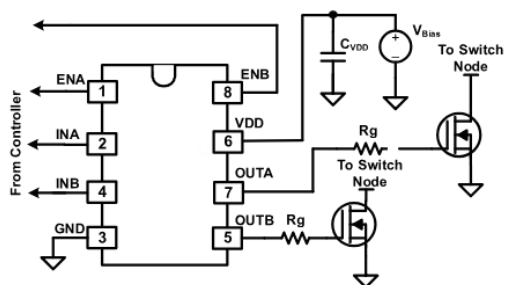 ENA
1
ENB
8
CVDD
VBias
To Switch
Node
VDD
INA
2
6
From Controller
Rg
OUTA
To Switch
Node
INB
4
7
OUTB
Rg
GND
3
5